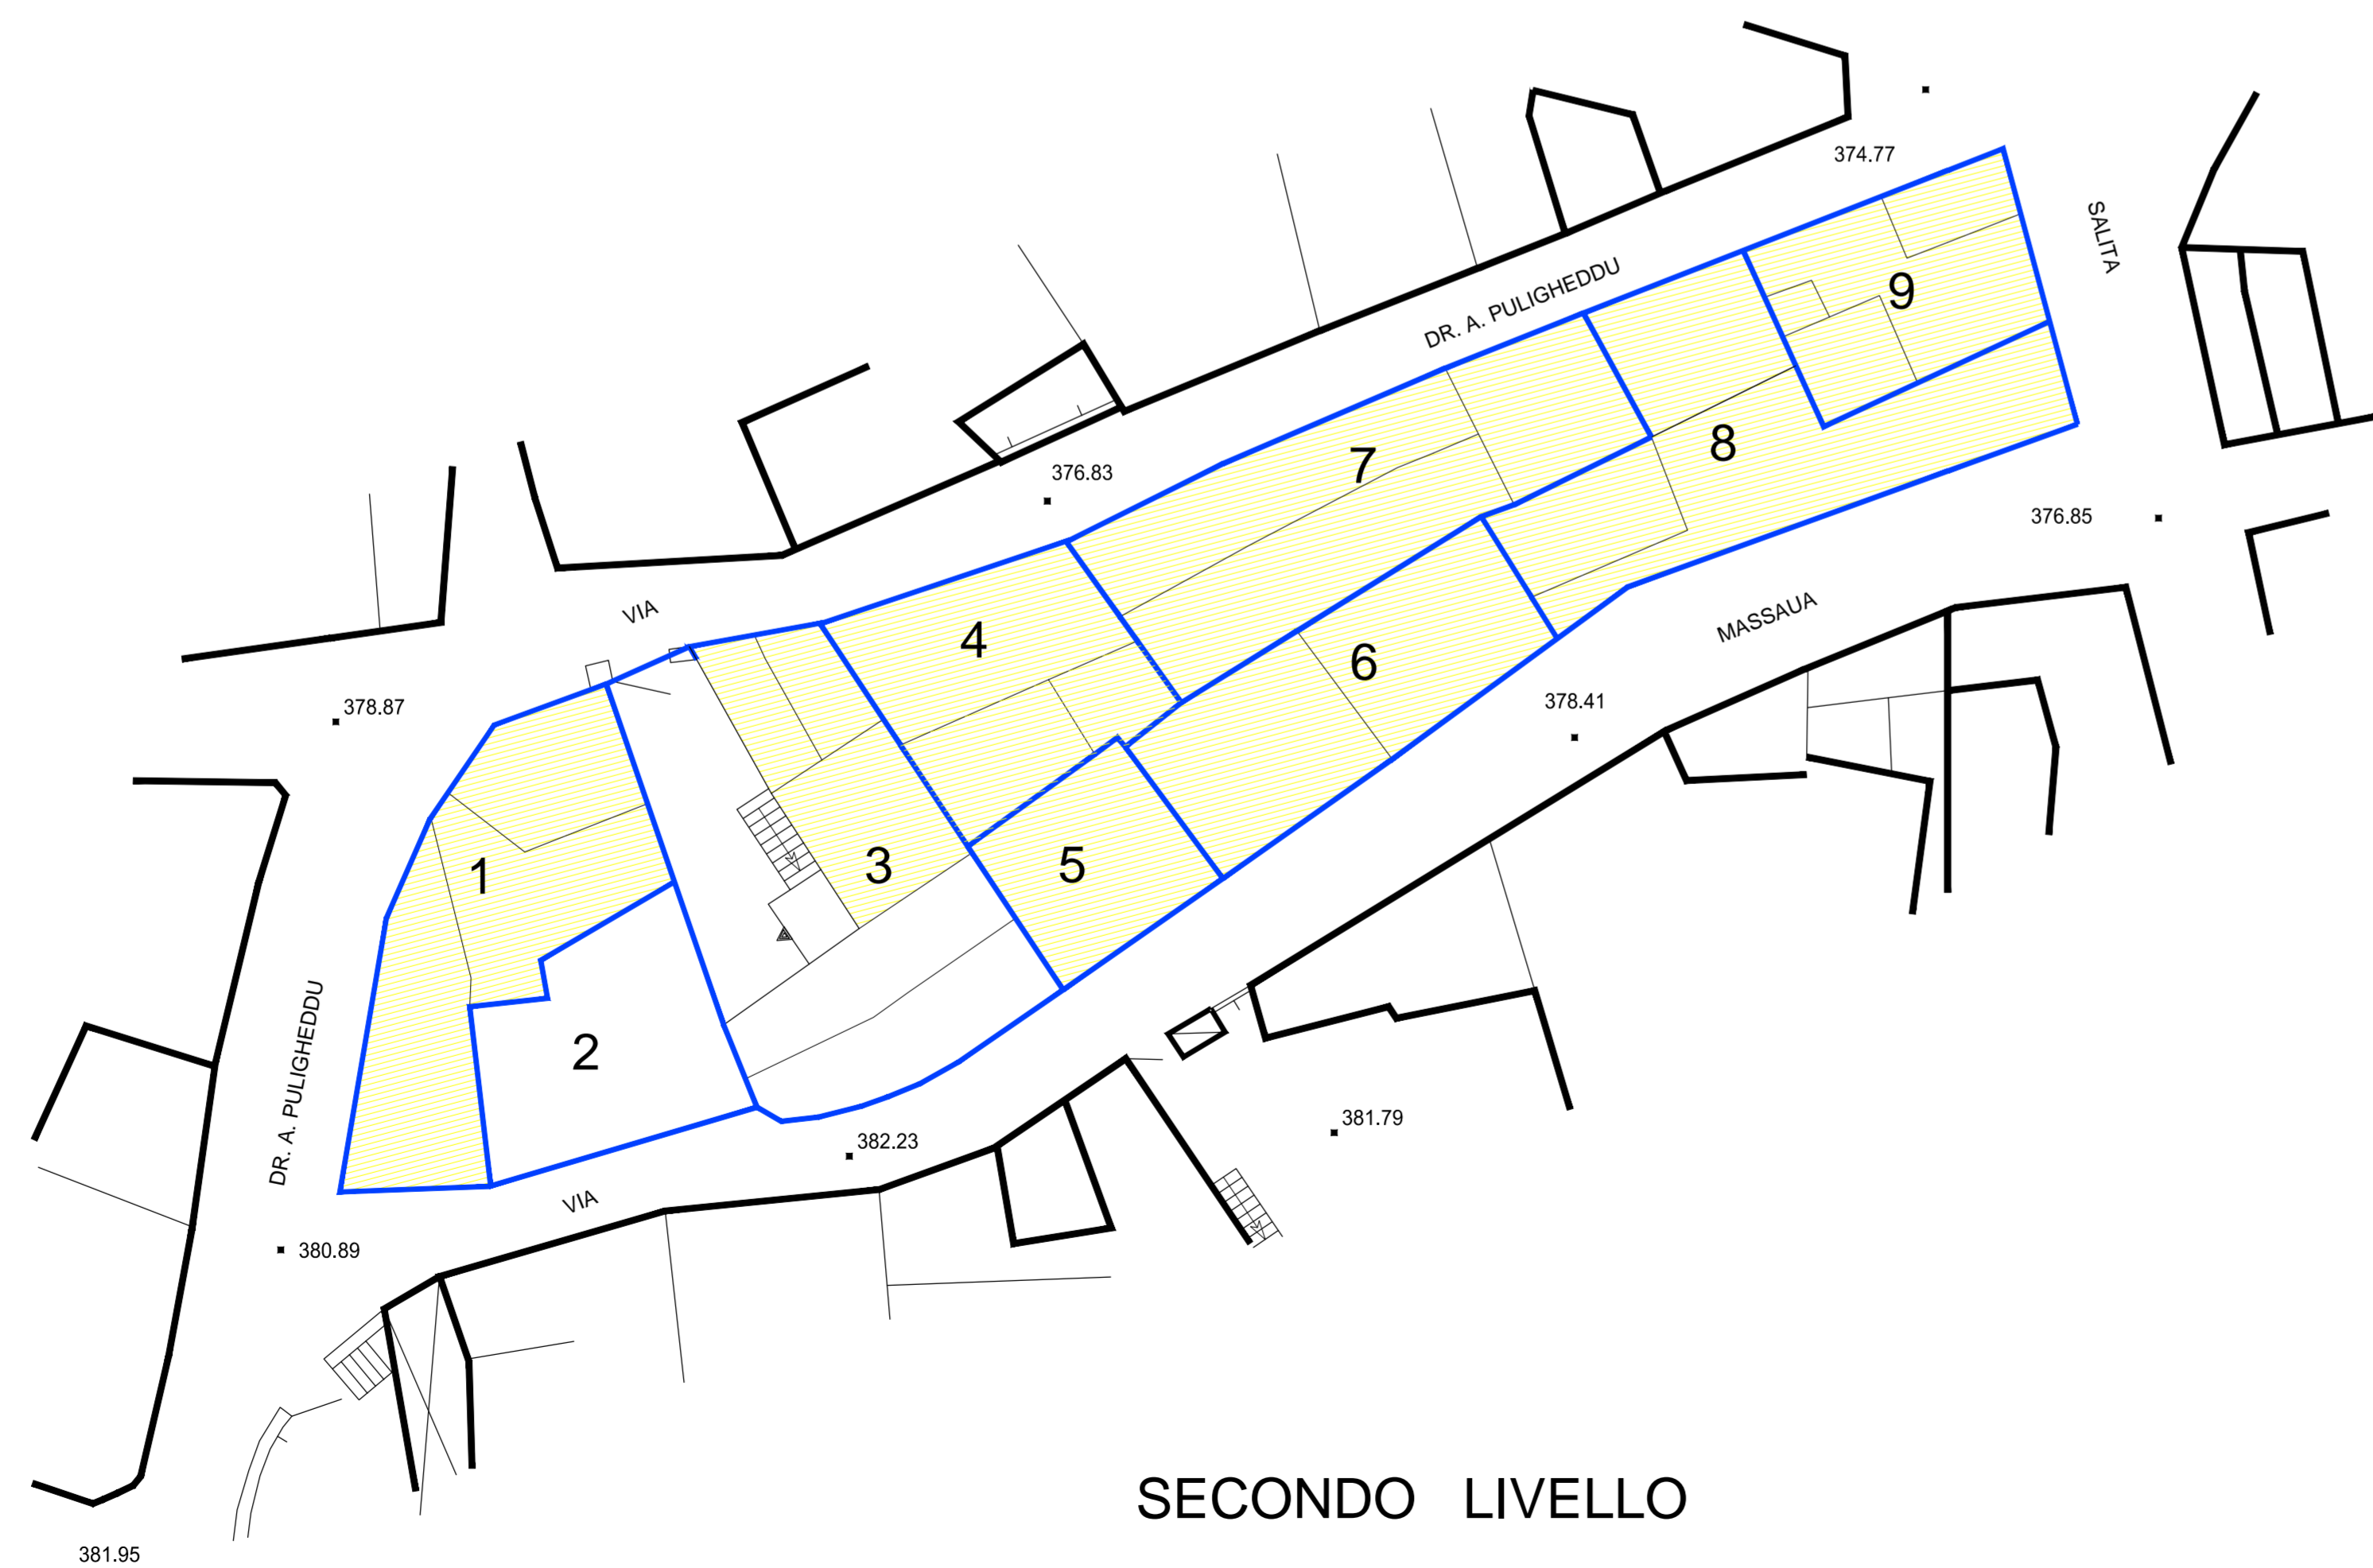 374.77
SALITA
9
DR. A. PULIGHEDDU
8
7
376.83
376.85
VIA
4
MASSAUA
6
378.41
378.87
3
5
1
DR. A. PULIGHEDDU
2
381.79
382.23
VIA
380.89
SECONDO LIVELLO
381.95